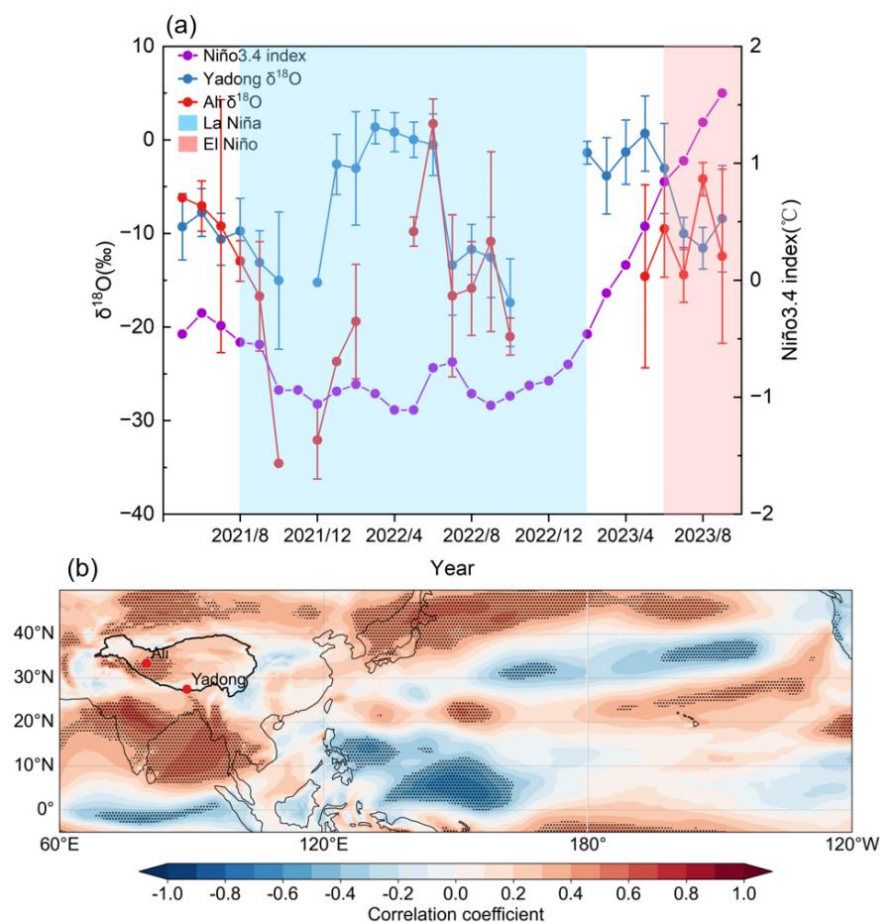 (a)
10
0
−10
−20
−30
−40
δ¹⁸O(‰)
Niño3.4 index
Yadong δ¹⁸O
Ali δ¹⁸O
La Niña
El Niño
2
1
0
−1
−2
Niño3.4 index(℃)
2021/8 2021/12 2022/4 2022/8 2022/12 2023/4 2023/8
Year
(b)
40°N
30°N
20°N
10°N
0°
Ali
Yadong
60°E 120°E 180° 120°W
-1.0 -0.8 -0.6 -0.4 -0.2 0.0 0.2 0.4 0.6 0.8 1.0
Correlation coefficient